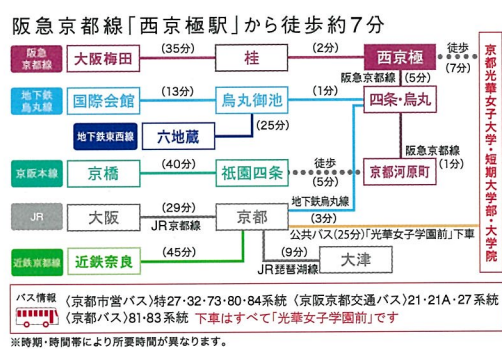 阪急京都線「西京極駅」から徒歩約7分
阪急京都線 大阪梅田 (35分) 桂 (2分) 西京極 徒歩 (7分)
阪急京都線 (5分)
地下鉄烏丸線 国際会館 (13分) 烏丸御池 (1分) 四条・烏丸
地下鉄東西線 六地蔵 (25分)
阪急京都線 (1分)
京阪本線 京橋 (40分) 祇園四条 徒歩 (5分) 京都河原町
地下鉄烏丸線 (3分)
JR 大阪 (29分) JR京都線 京都
公共バス(25分)「光華女子学園前」下車
近鉄京都線 近鉄奈良 (45分)
(9分) JR琵琶湖線 大津
京都光華女子大学・短期大学部・大学院
バス情報 〈京都市営バス〉特27・32・73・80・84系統 〈京阪京都交通バス〉21・21A・27系統
〈京都バス〉81・83系統 下車はすべて「光華女子学園前」です
※時期・時間帯により所要時間が異なります。